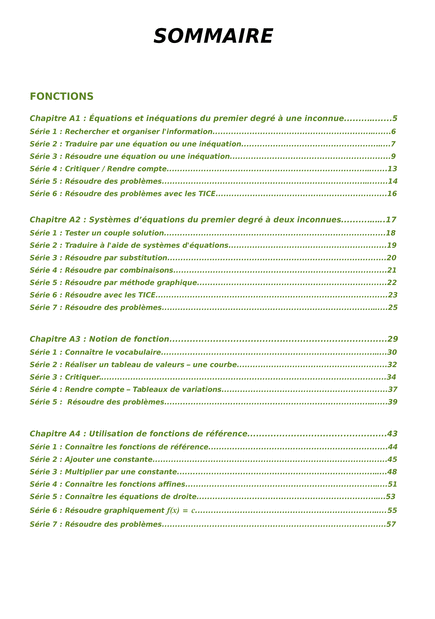 SOMMAIRE
FONCTIONS
Chapitre A1 : Équations et inéquations du premier degré à une inconnue................5
Série 1 : Rechercher et organiser l'information................................................................6
Série 2 : Traduire par une équation ou une inéquation.....................................................7
Série 3 : Résoudre une équation ou une inéquation.........................................................9
Série 4 : Critiquer / Rendre compte................................................................................13
Série 5 : Résoudre des problèmes..................................................................................14
Série 6 : Résoudre des problèmes avec les TICE............................................................16
Chapitre A2 : Systèmes d'équations du premier degré à deux inconnues...............17
Série 1 : Tester un couple solution..................................................................................18
Série 2 : Traduire à l'aide de systèmes d'équations........................................................19
Série 3 : Résoudre par substitution.................................................................................20
Série 4 : Résoudre par combinaisons..............................................................................21
Série 5 : Résoudre par méthode graphique.....................................................................22
Série 6 : Résoudre avec les TICE....................................................................................23
Série 7 : Résoudre des problèmes..................................................................................25
Chapitre A3 : Notion de fonction.........................................................................29
Série 1 : Connaître le vocabulaire...................................................................................30
Série 2 : Réaliser un tableau de valeurs – une courbe.....................................................32
Série 3 : Critiquer...........................................................................................................34
Série 4 : Rendre compte – Tableaux de variations...........................................................37
Série 5 : Résoudre des problèmes..................................................................................39
Chapitre A4 : Utilisation de fonctions de référence..............................................43
Série 1 : Connaître les fonctions de référence.................................................................44
Série 2 : Ajouter une constante.......................................................................................45
Série 3 : Multiplier par une constante..............................................................................48
Série 4 : Connaître les fonctions affines..........................................................................51
Série 5 : Connaître les équations de droite......................................................................53
Série 6 : Résoudre graphiquement f(x) = c......................................................................55
Série 7 : Résoudre des problèmes..................................................................................57